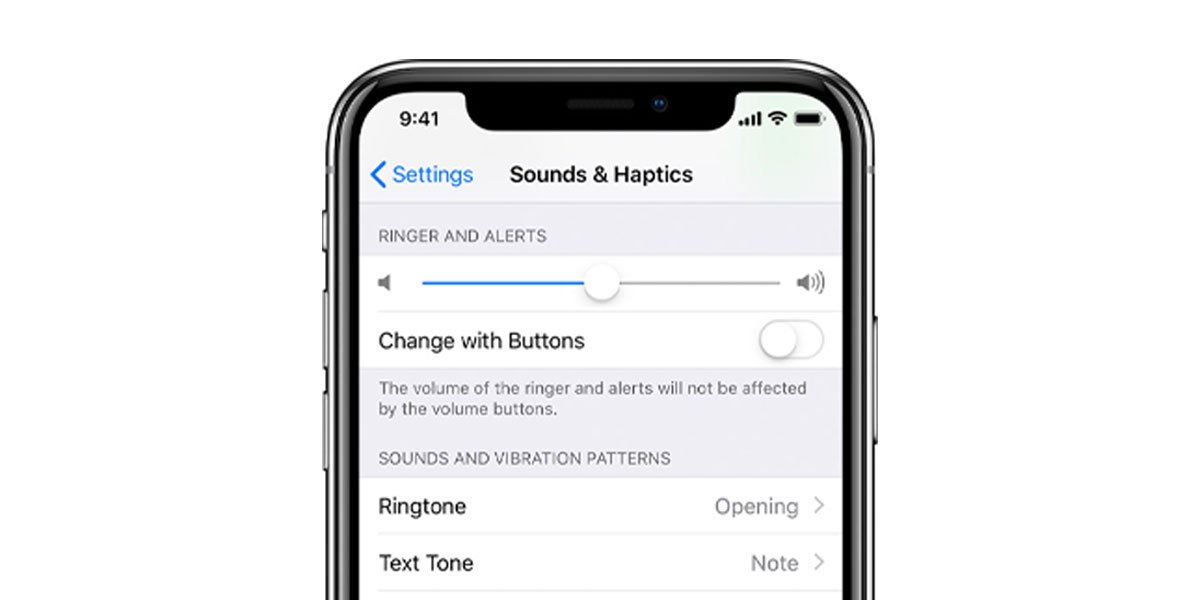 9:41
Settings
Sounds & Haptics
RINGER AND ALERTS
Change with Buttons
The volume of the ringer and alerts will not be affected
by the volume buttons.
SOUNDS AND VIBRATION PATTERNS
Ringtone Opening
Text Tone Note